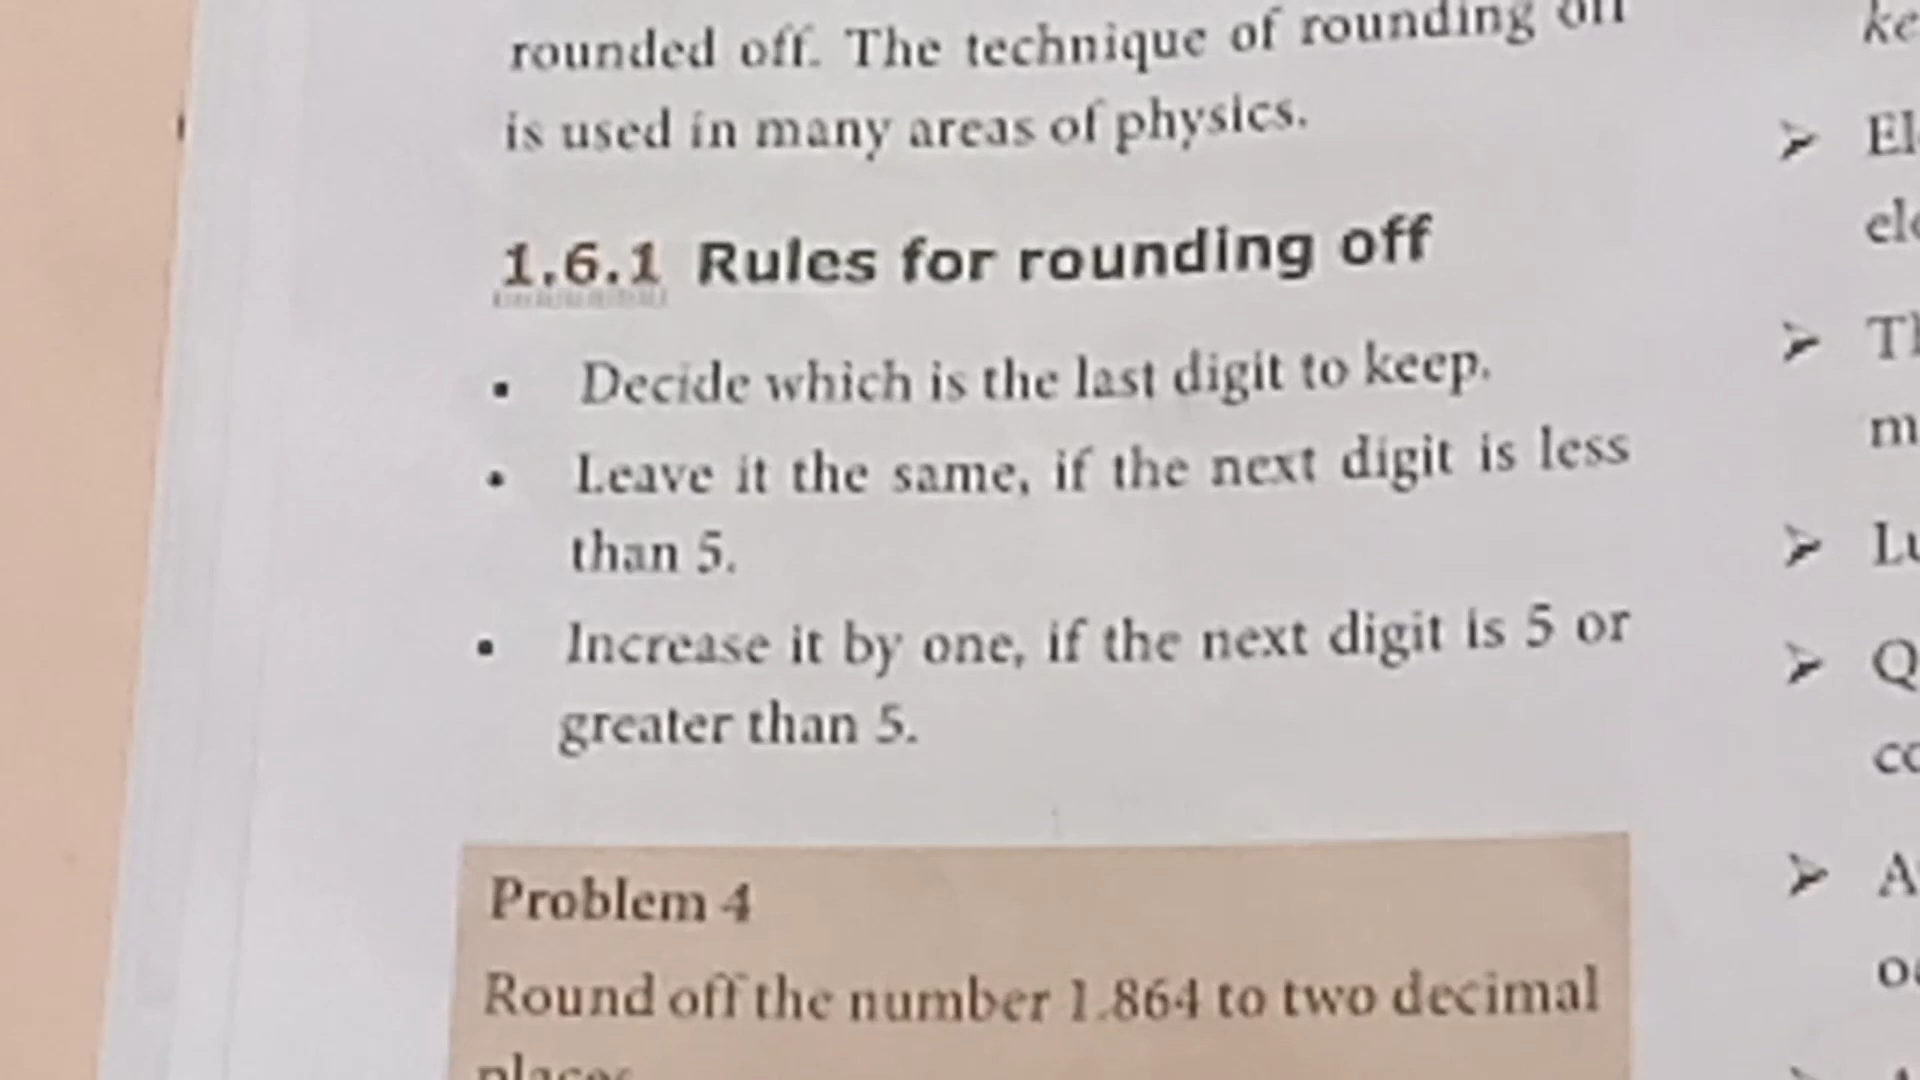 rounded off. The technique of rounding off
is used in many areas of physics.
1.6.1 Rules for rounding off
• Decide which is the last digit to keep.
• Leave it the same, if the next digit is less
than 5.
• Increase it by one, if the next digit is 5 or
greater than 5.
Problem 4
Round off the number 1.864 to two decimal
places